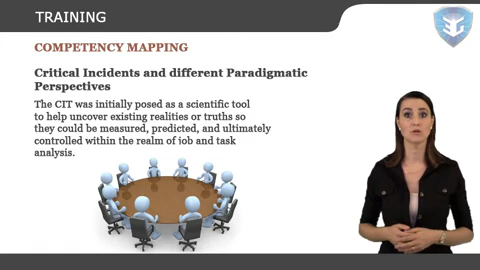 TRAINING
COMPETENCY MAPPING
Critical Incidents and different Paradigmatic
Perspectives
The CIT was initially posed as a scientific tool
to help uncover existing realities or truths so
they could be measured, predicted, and ultimately
controlled within the realm of job and task
analysis.